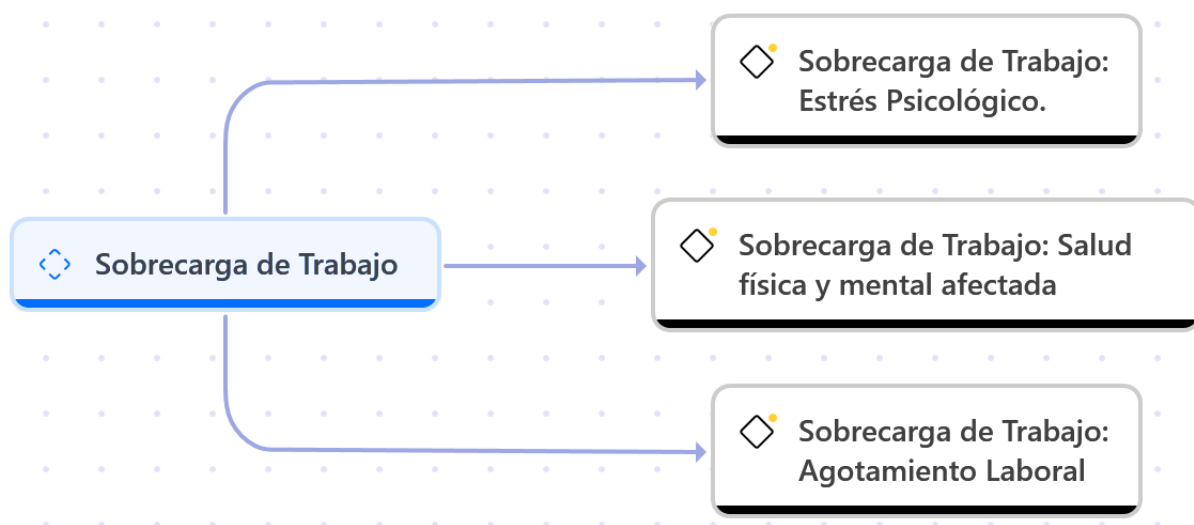 Sobrecarga de Trabajo:
Estrés Psicológico.
Sobrecarga de Trabajo
Sobrecarga de Trabajo: Salud
física y mental afectada
Sobrecarga de Trabajo:
Agotamiento Laboral